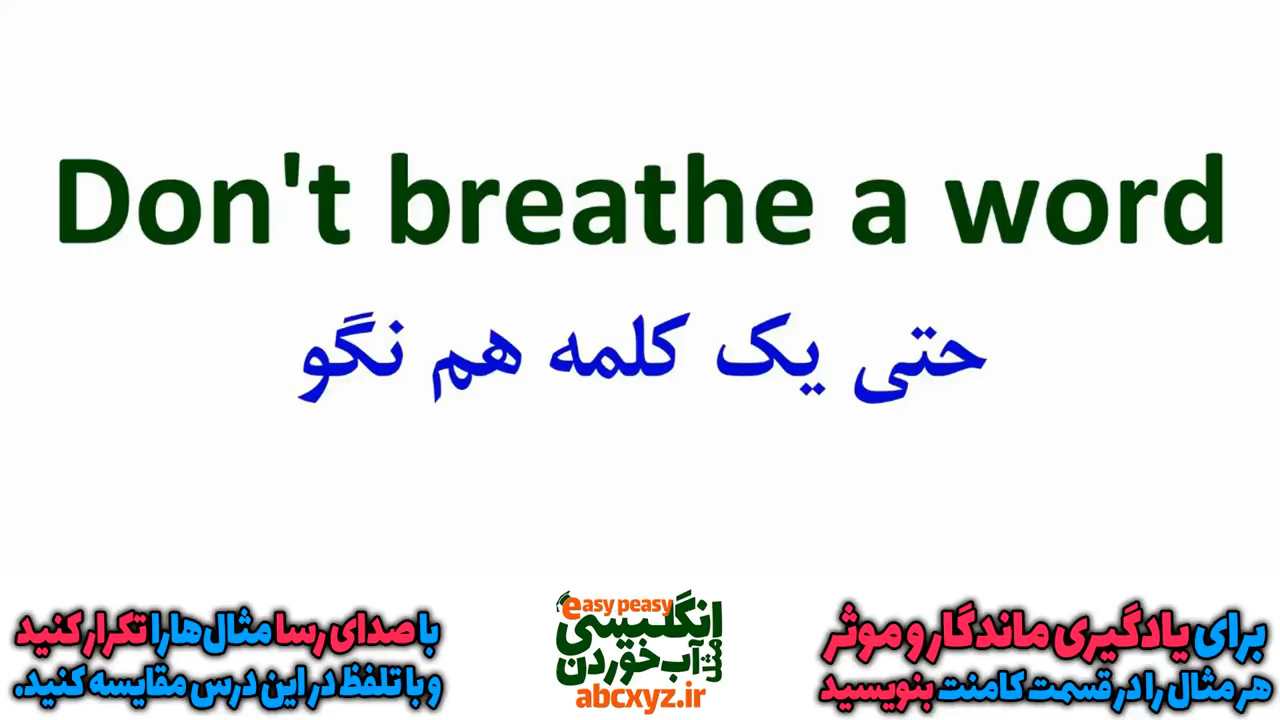 Don't breathe a word
حتی یک کلمه هم نگو
برای یادگیری ماندگار و موثر
هر مثال را در قسمت کامنت بنویسید
easy peasy
انگلیسی
مثل آب خوردن
abcxyz.ir
با صدای رسا مثال‌ها را تکرار کنید
و با تلفظ در این درس مقایسه کنید.